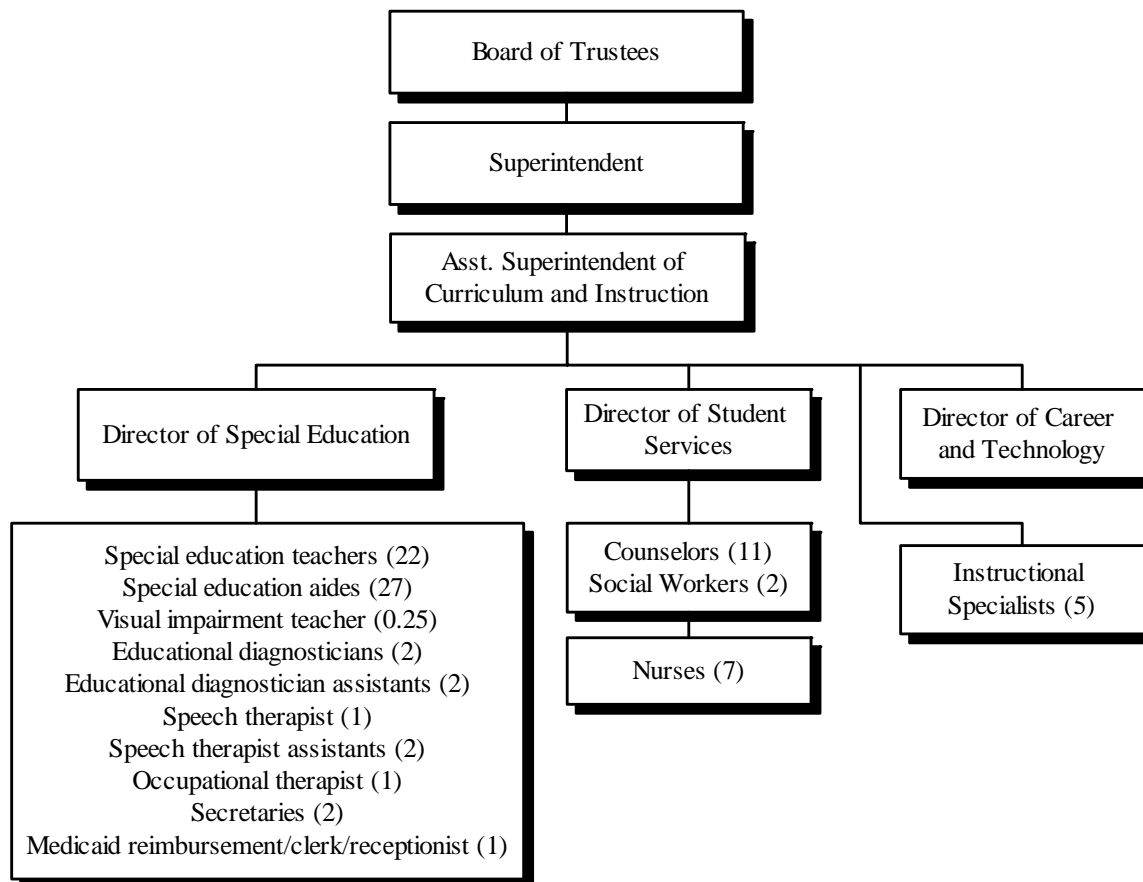 Board of Trustees
Superintendent
Asst. Superintendent of
Curriculum and Instruction
Director of Special Education
Director of Student
Services
Director of Career
and Technology
Special education teachers (22)
Special education aides (27)
Visual impairment teacher (0.25)
Educational diagnosticians (2)
Educational diagnostician assistants (2)
Speech therapist (1)
Speech therapist assistants (2)
Occupational therapist (1)
Secretaries (2)
Medicaid reimbursement/clerk/receptionist (1)
Counselors (11)
Social Workers (2)
Nurses (7)
Instructional
Specialists (5)